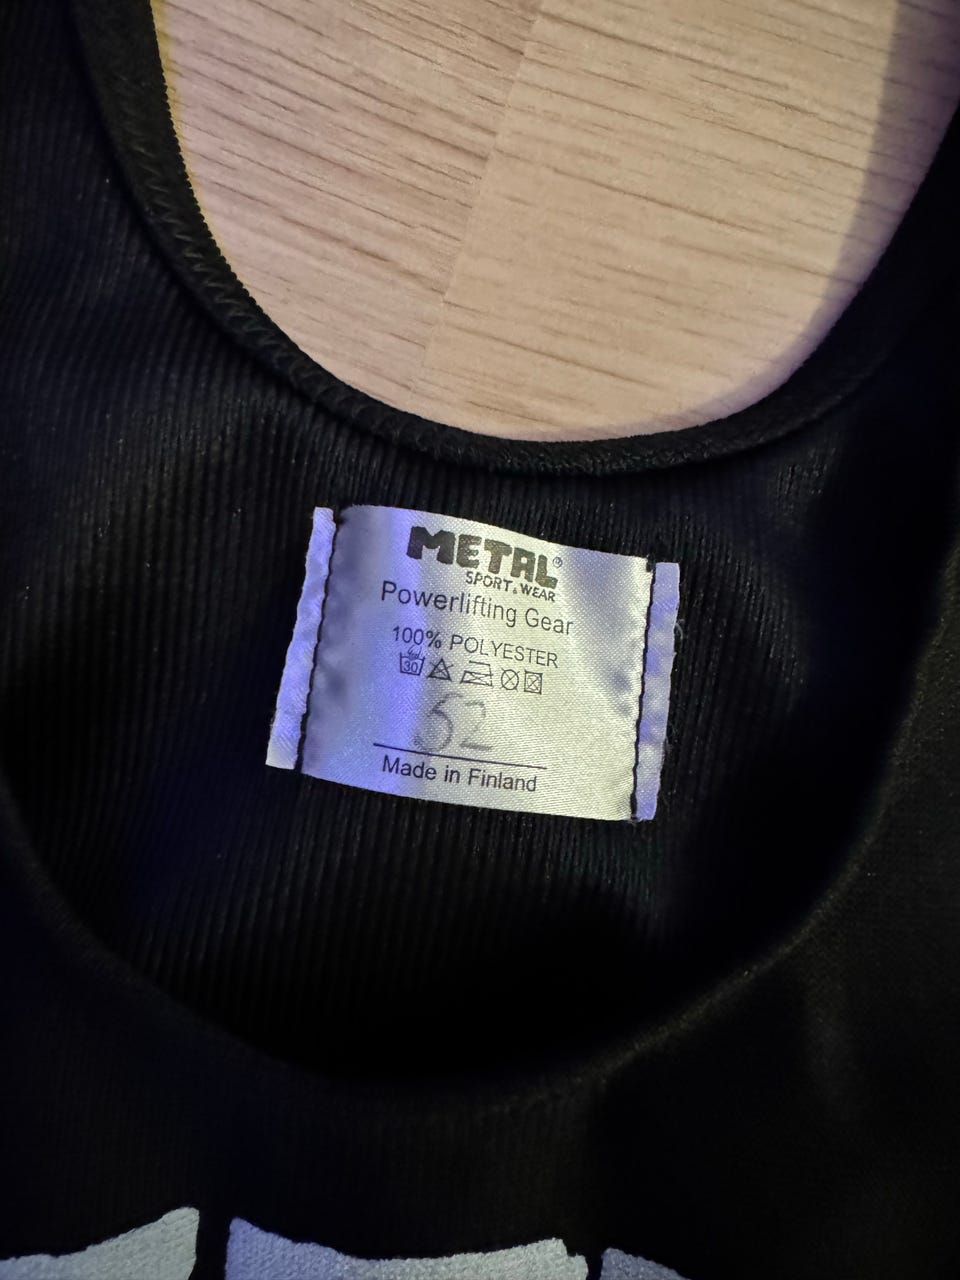 METAL®
SPORT & WEAR
Powerlifting Gear
100% POLYESTER
30
52
Made in Finland